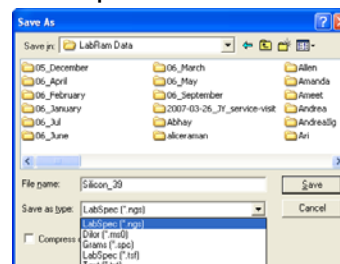 Save As
Save in: LabRam Data
05_December 06_March Allen
06_April 06_May Amanda
06_February 06_September Ameet
06_January 2007-03-26_JY_service-visit Andrea
06_Jul Abhay AndreaSg
06_June aliceraman Ari
File name: Silicon_39 Save
Save as type: LabSpec (*.ngs) Cancel
LabSpec (*.ngs)
Compress Dilor (*.ms0)
Grams (*.spc)
LabSpec (*.tsf)